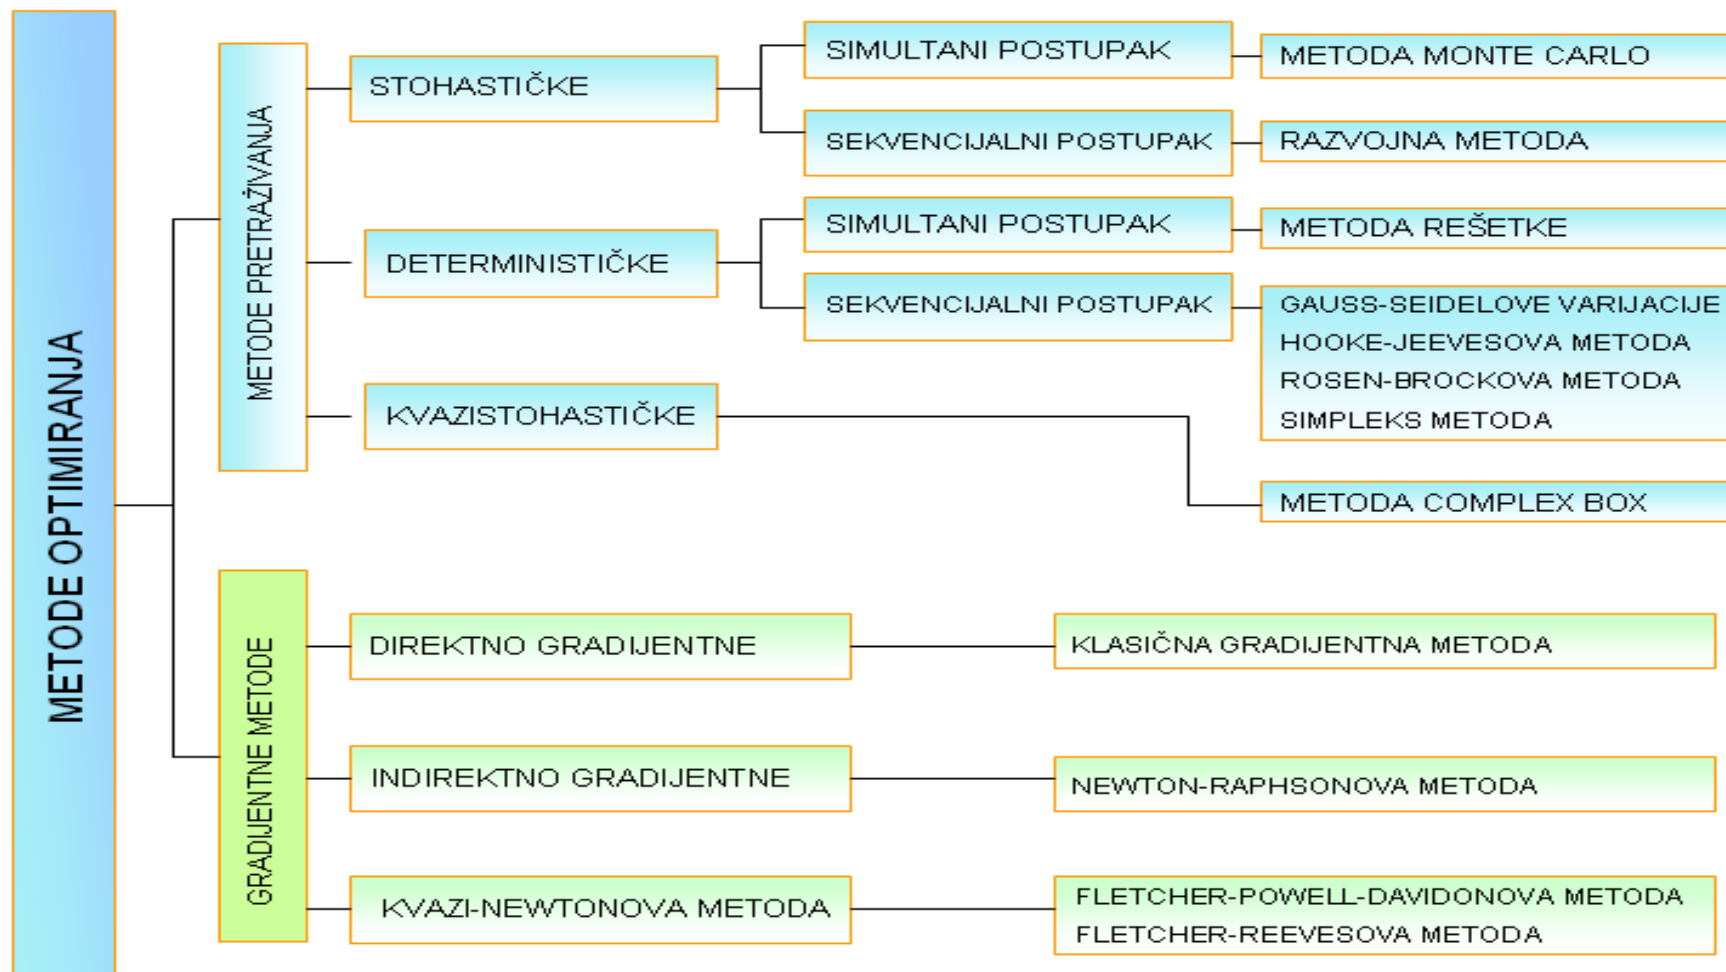 METODE OPTIMIRANJA
METODE PRETRAŽIVANJA
STOHASTIČKE
SIMULTANI POSTUPAK
METODA MONTE CARLO
SEKVENCIJALNI POSTUPAK
RAZVOJNA METODA
DETERMINISTIČKE
SIMULTANI POSTUPAK
METODA REŠETKE
SEKVENCIJALNI POSTUPAK
GAUSS-SEIDELOVE VARIJACIJE
HOOKE-JEEVESOVA METODA
ROSEN-BROCKOVA METODA
SIMPLEKS METODA
KVAZISTOHASTIČKE
METODA COMPLEX BOX
GRADIJENTNE METODE
DIREKTNO GRADIJENTNE
KLASIČNA GRADIJENTNA METODA
INDIREKTNO GRADIJENTNE
NEWTON-RAPHSONOVA METODA
KVAZI-NEWTONOVA METODA
FLETCHER-POWELL-DAVIDONOVA METODA
FLETCHER-REEVESOVA METODA